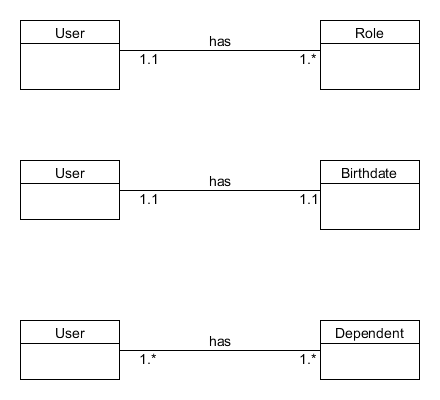 User has Role
1.1 1.*
User has Birthdate
1.1 1.1
User has Dependent
1.* 1.*